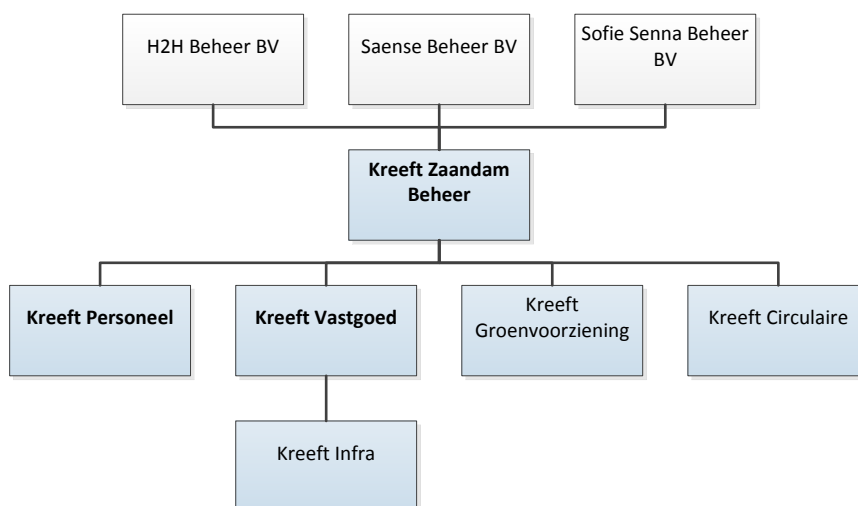 H2H Beheer BV
Saense Beheer BV
Sofie Senna Beheer
BV
Kreeft Zaandam
Beheer
Kreeft Personeel
Kreeft Vastgoed
Kreeft
Groenvoorziening
Kreeft Circulaire
Kreeft Infra